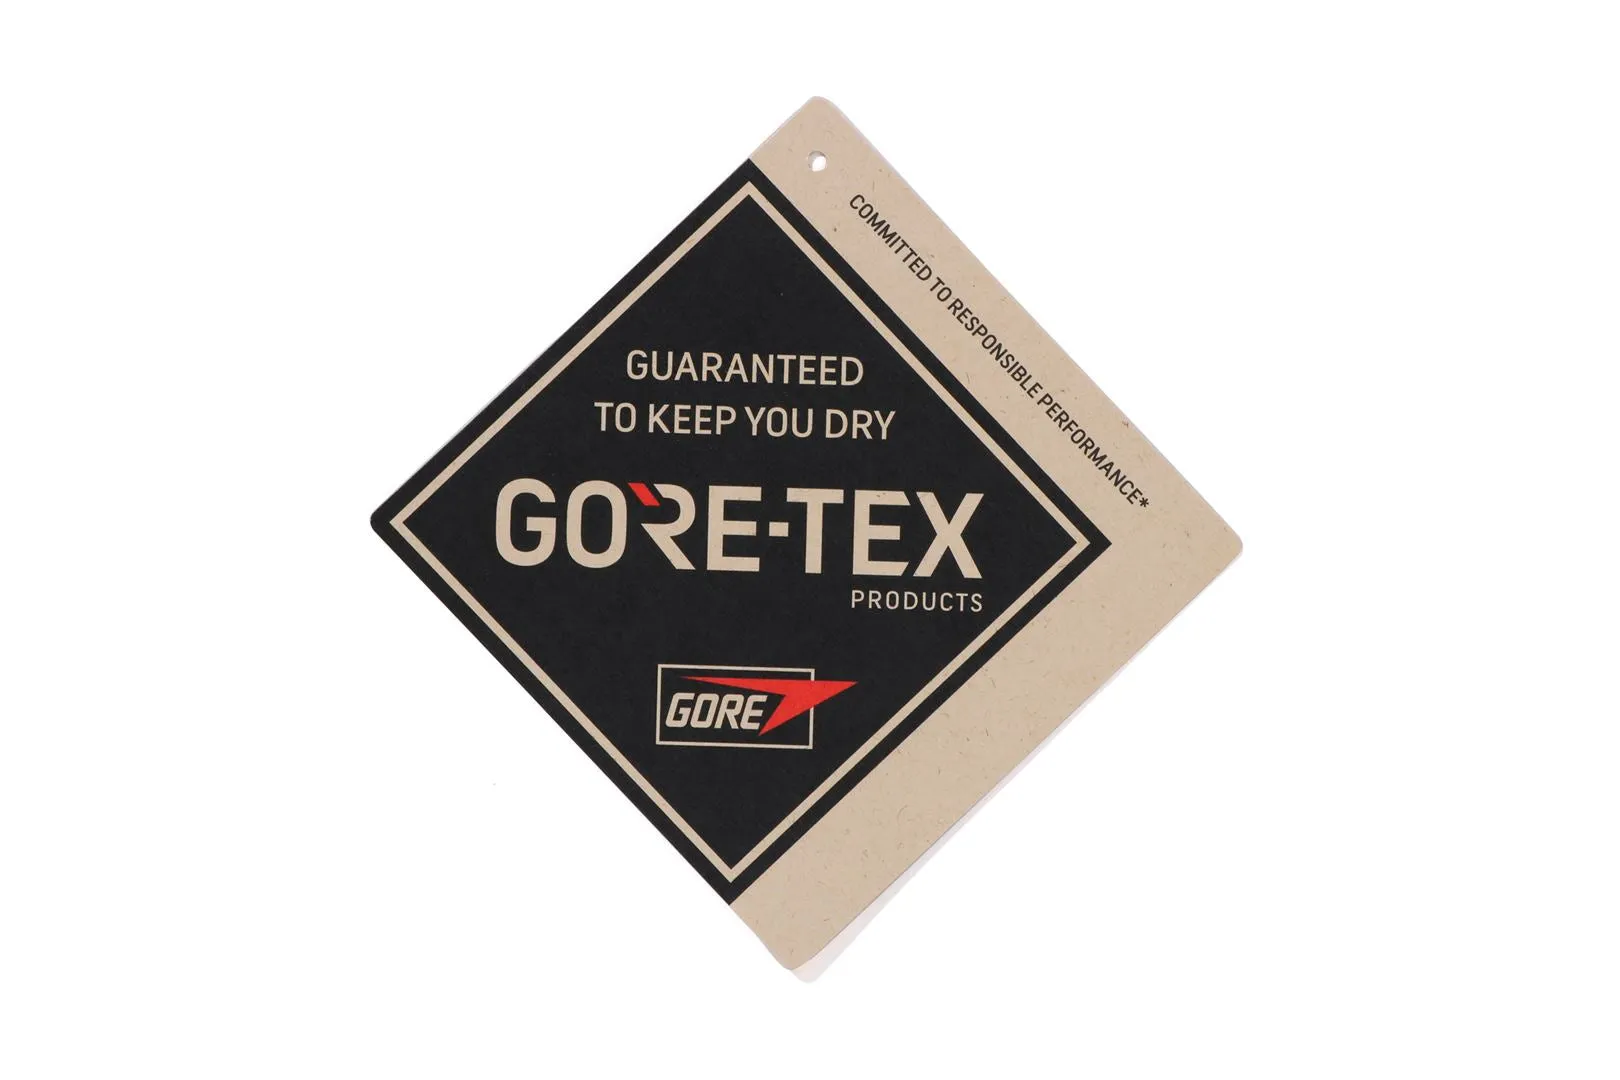 COMMITTED TO RESPONSIBLE PERFORMANCE*
GUARANTEED
TO KEEP YOU DRY
GORE-TEX
PRODUCTS
GORE